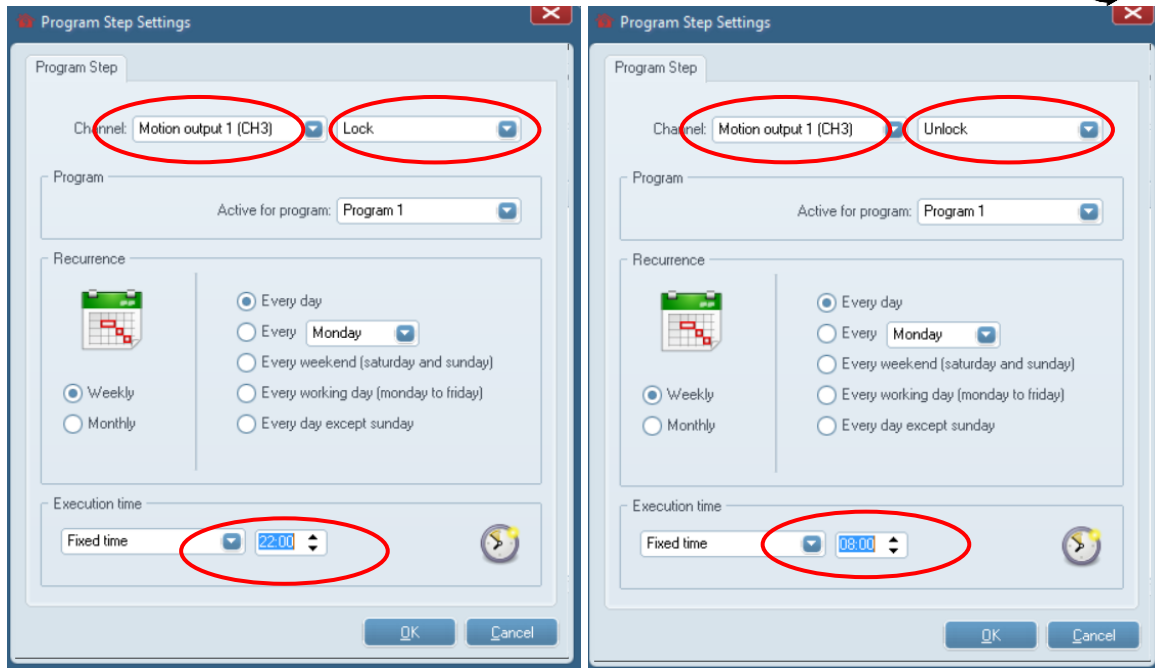 Program Step Settings
Program Step
Channel: Motion output 1 (CH3) Lock
Program
Active for program: Program 1
Recurrence
Every day
Every Monday
Every weekend (saturday and sunday)
Weekly
Every working day (monday to friday)
Monthly
Every day except sunday
Execution time
Fixed time 22:00
OK Cancel
Program Step Settings
Program Step
Channel: Motion output 1 (CH3) Unlock
Program
Active for program: Program 1
Recurrence
Every day
Every Monday
Every weekend (saturday and sunday)
Weekly
Every working day (monday to friday)
Monthly
Every day except sunday
Execution time
Fixed time 08:00
OK Cancel